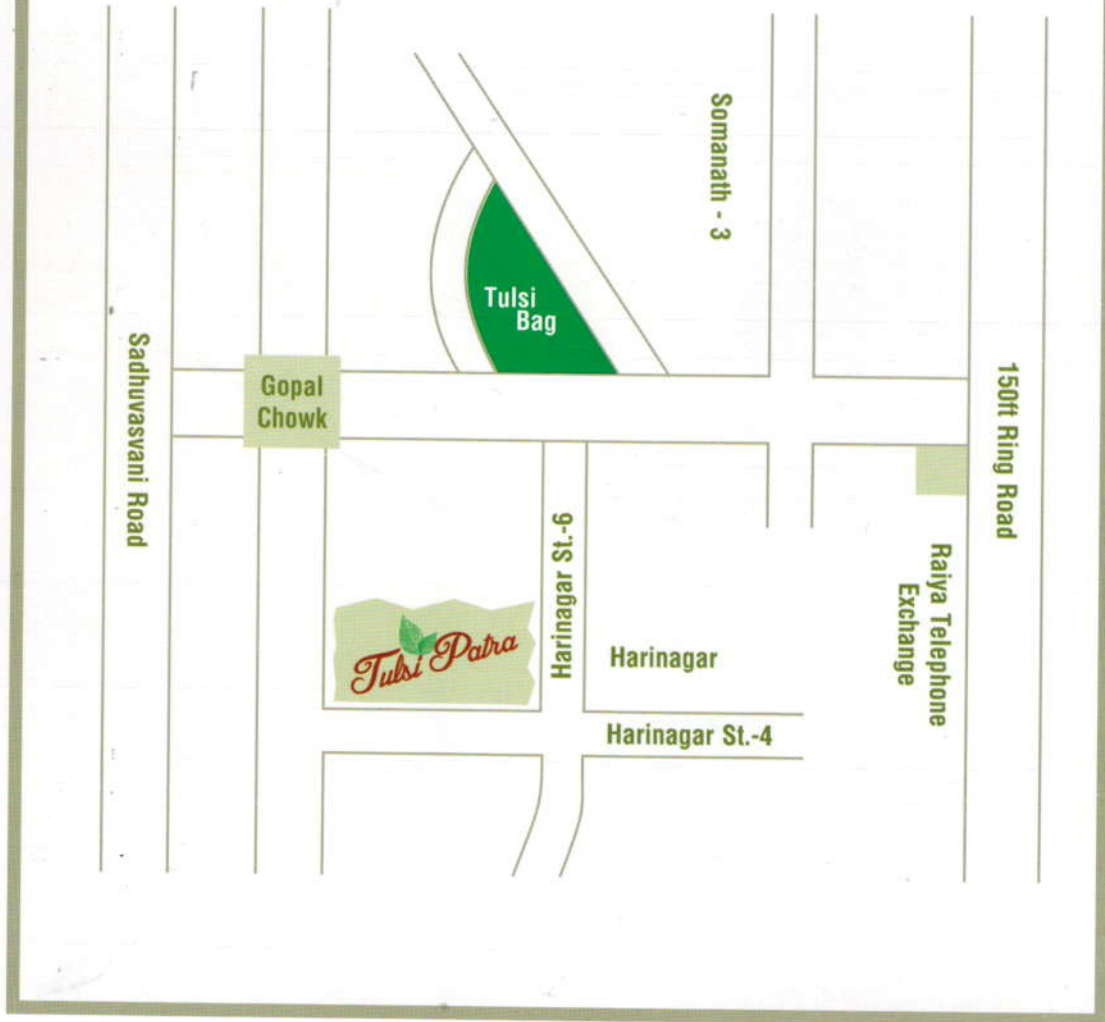 Somanath - 3
Tulsi
Bag
Sadhuvasvani Road
Gopal
Chowk
150ft Ring Road
Harinagar St.-6
Raiya Telephone
Exchange
Tulsi Patra
Harinagar
Harinagar St.-4